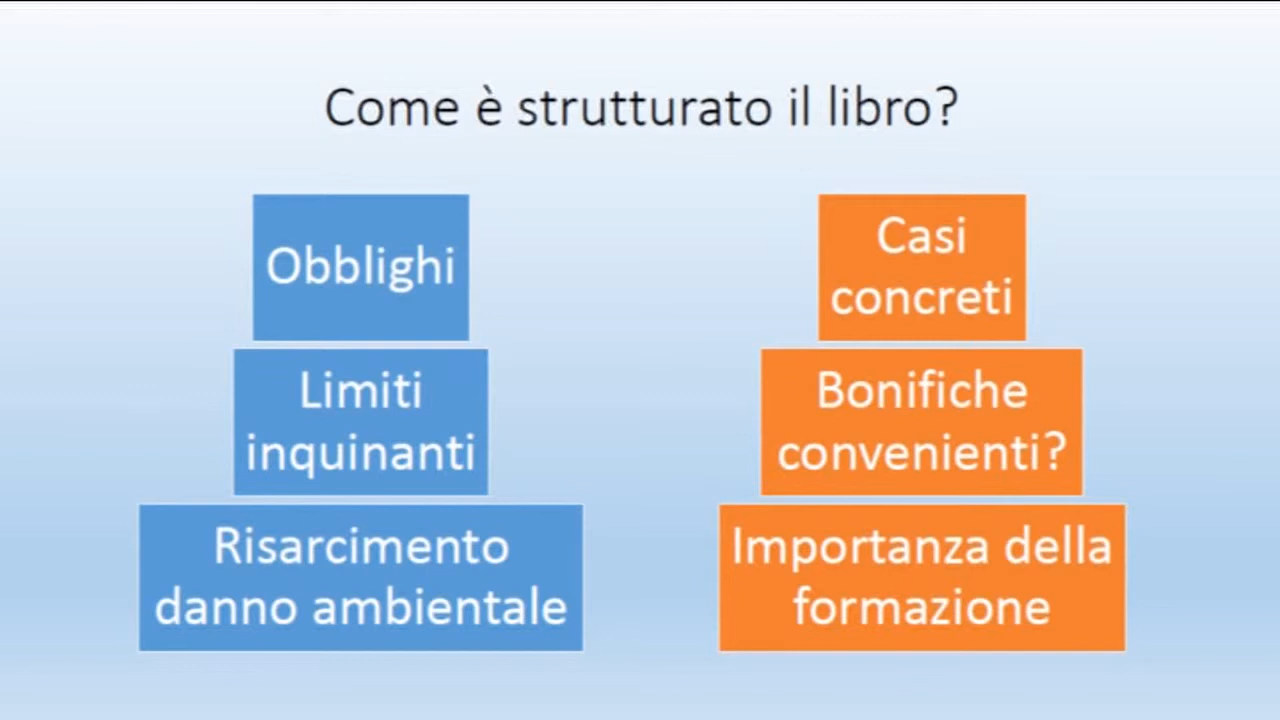 Come è strutturato il libro?
Obblighi
Limiti
inquinanti
Risarcimento
danno ambientale
Casi
concreti
Bonifiche
convenienti?
Importanza della
formazione